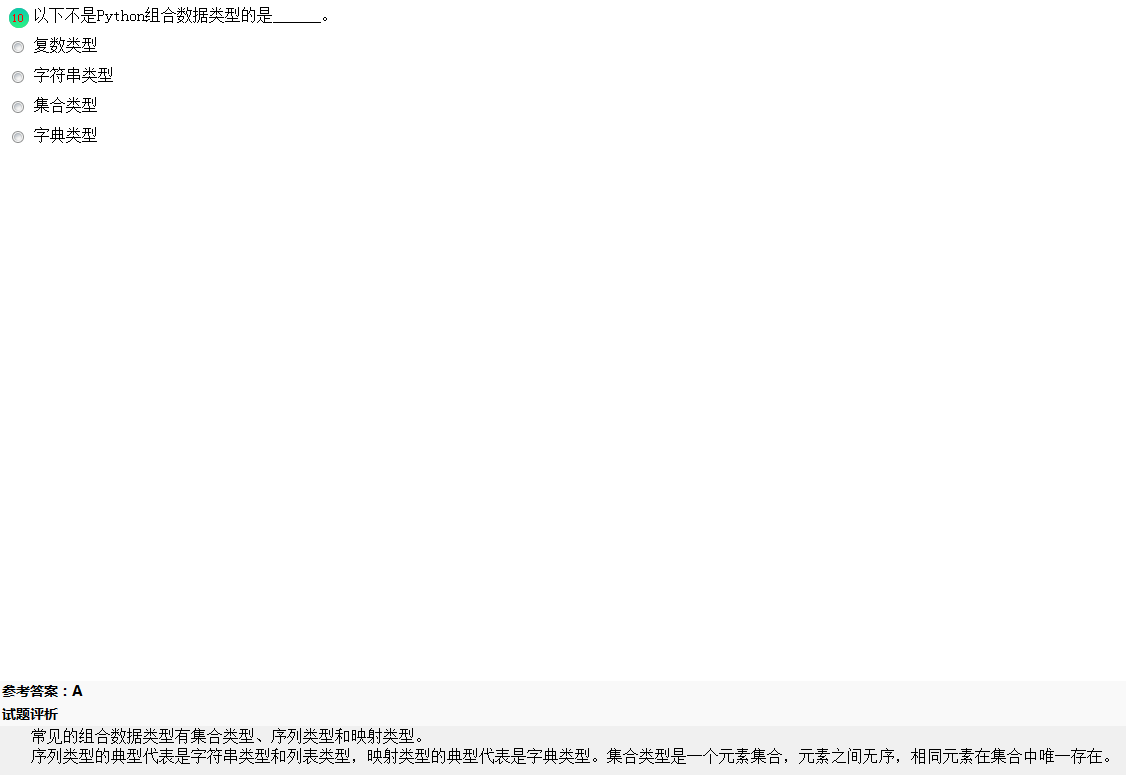 10 以下不是Python组合数据类型的是______。
复数类型
字符串类型
集合类型
字典类型
参考答案：A
试题评析
常见的组合数据类型有集合类型、序列类型和映射类型。
序列类型的典型代表是字符串类型和列表类型，映射类型的典型代表是字典类型。集合类型是一个元素集合，元素之间无序，相同元素在集合中唯一存在。